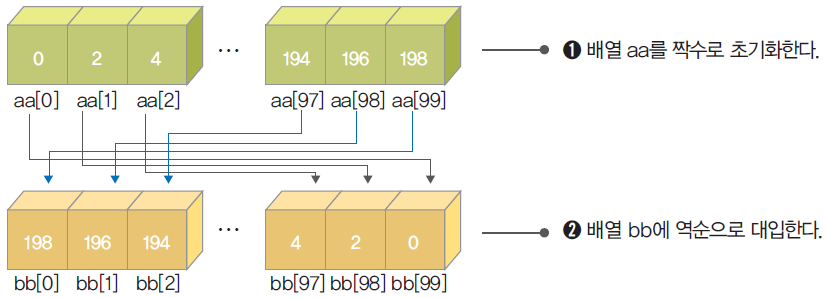 0 2 4 … 194 196 198
❶ 배열 aa를 짝수로 초기화한다.
aa[0] aa[1] aa[2] aa[97] aa[98] aa[99]
198 196 194 … 4 2 0
❷ 배열 bb에 역순으로 대입한다.
bb[0] bb[1] bb[2] bb[97] bb[98] bb[99]